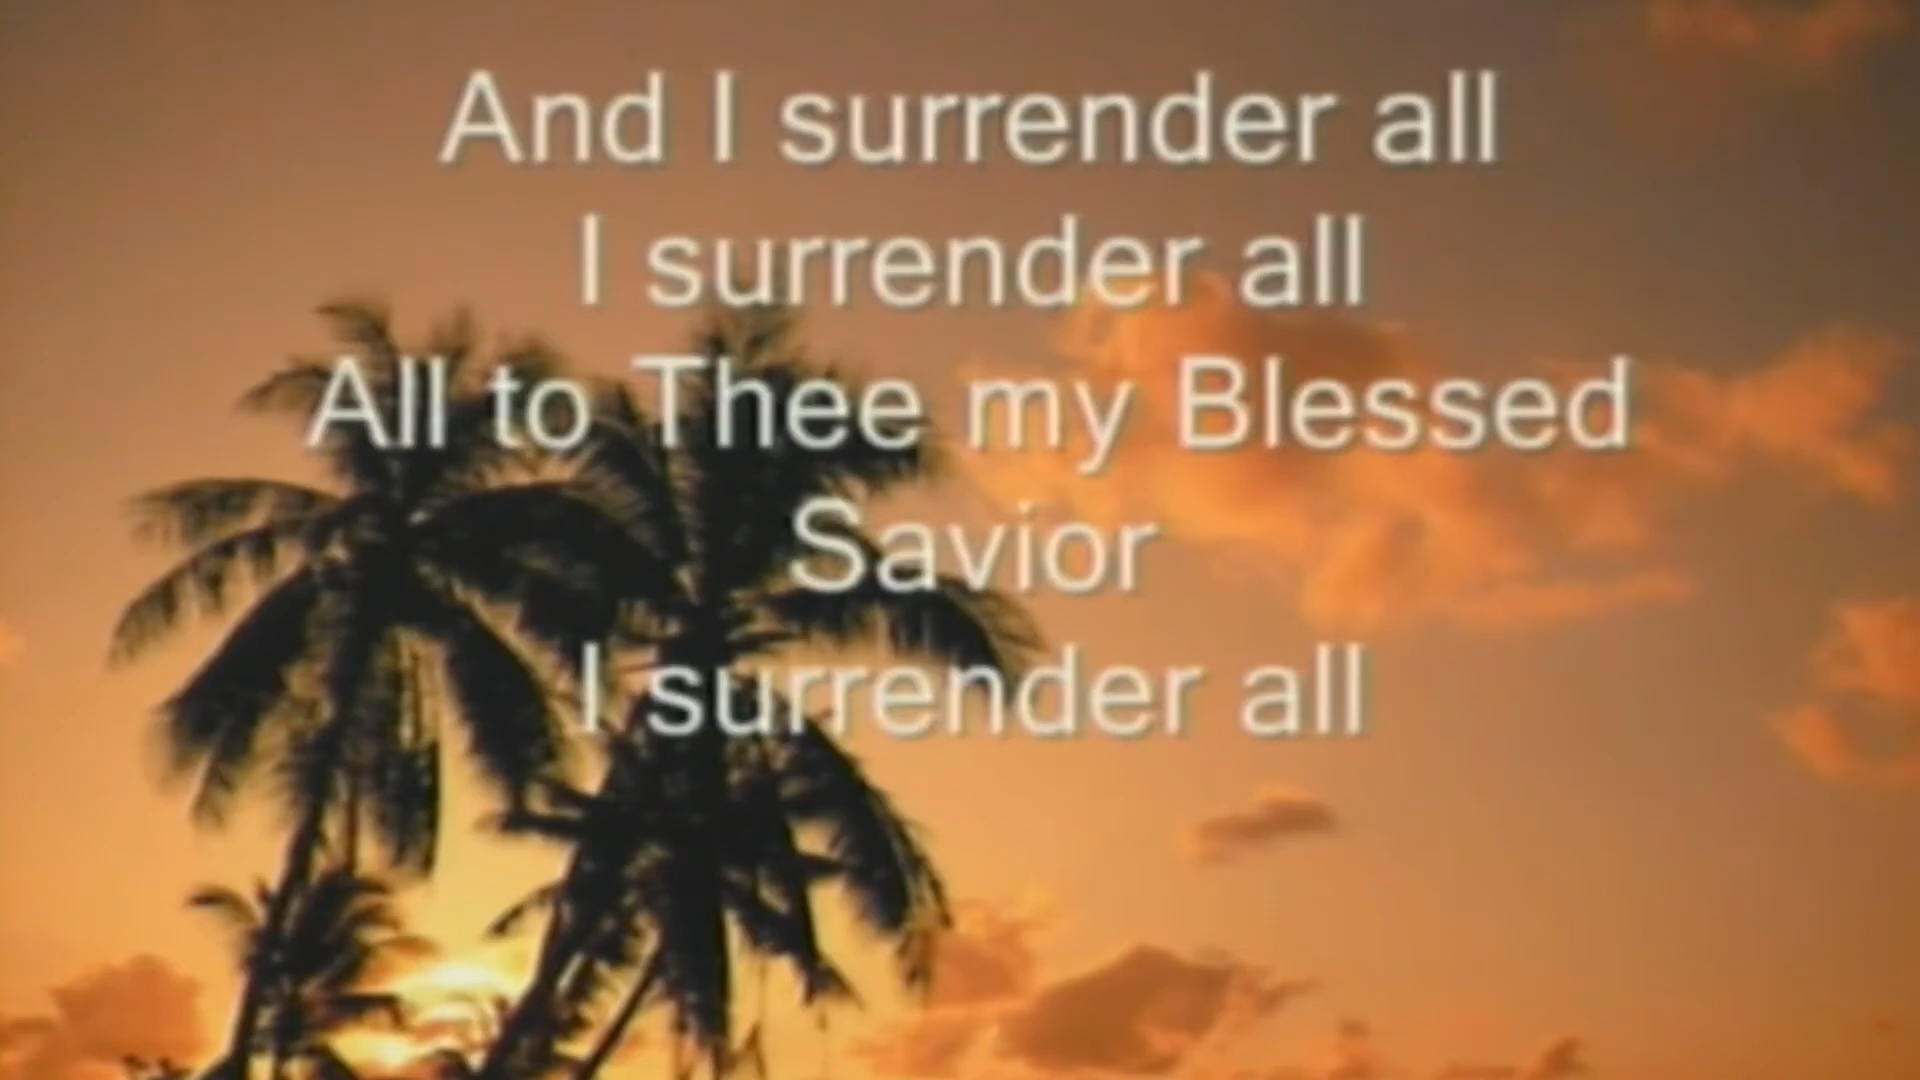 And I surrender all
I surrender all
All to Thee my Blessed
Savior
I surrender all